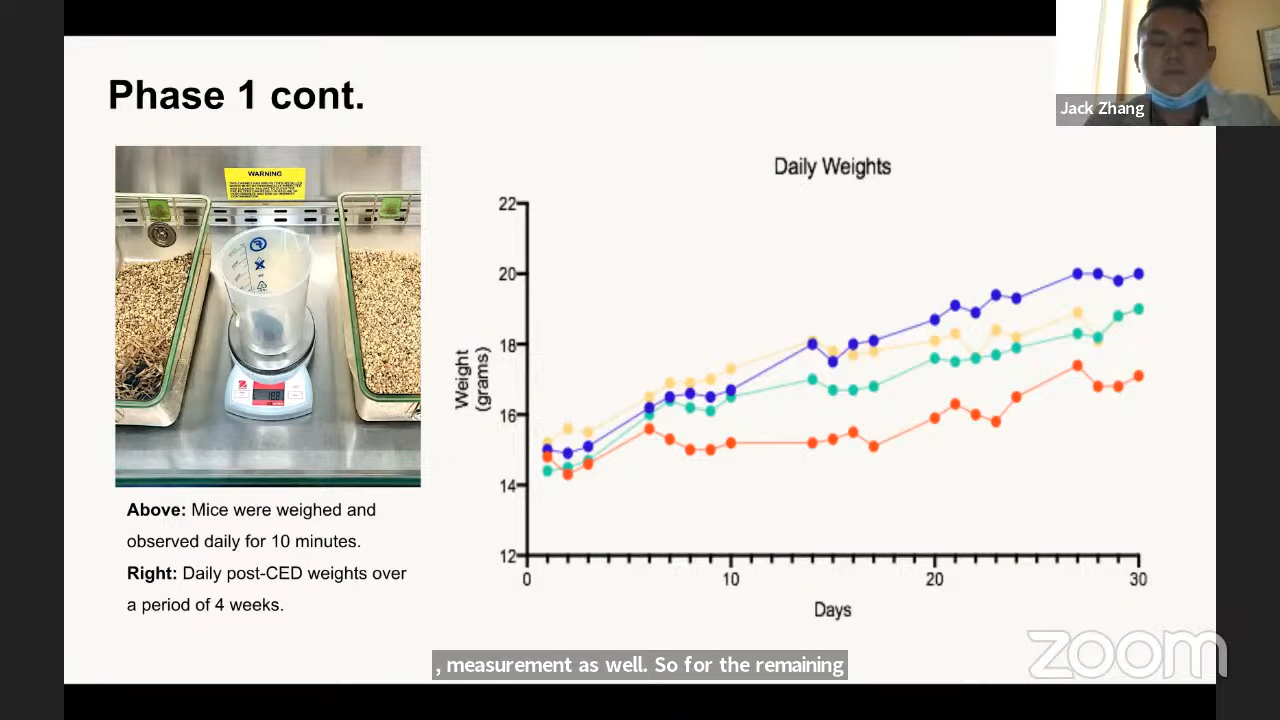 Phase 1 cont.
Jack Zhang
WARNING
Daily Weights
22
20
18
16
14
12
Weight
(grams)
0
10
20
30
Days
Above: Mice were weighed and
observed daily for 10 minutes.
Right: Daily post-CED weights over
a period of 4 weeks.
, measurement as well. So for the remaining
zoom